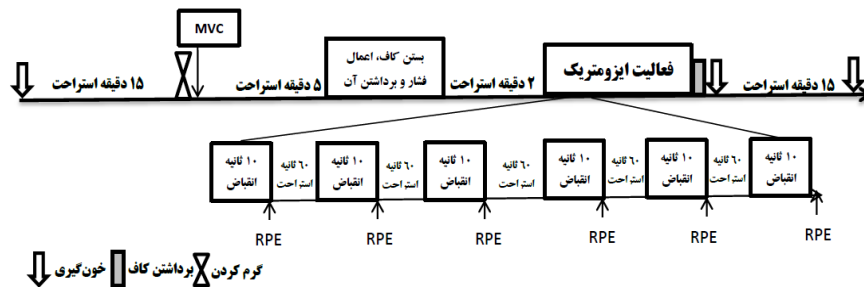 MVC
۱۵ دقیقه استراحت
۵ دقیقه استراحت
بستن کاف، اعمال
فشار و برداشتن آن
۲ دقیقه استراحت
فعالیت ایزومتریک
۱۵ دقیقه استراحت
۱۰ ثانیه
انقباض
۶۰ ثانیه
استراحت
۱۰ ثانیه
انقباض
۶۰ ثانیه
استراحت
۱۰ ثانیه
انقباض
۶۰ ثانیه
استراحت
۱۰ ثانیه
انقباض
۶۰ ثانیه
استراحت
۱۰ ثانیه
انقباض
۶۰ ثانیه
استراحت
۱۰ ثانیه
انقباض
RPE
RPE
RPE
RPE
RPE
RPE
گرم کردن
برداشتن کاف
خون‌گیری